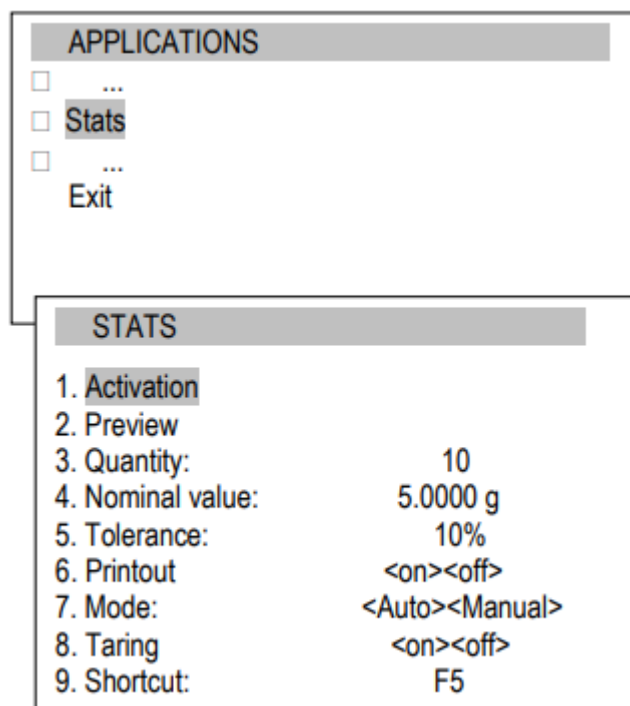 APPLICATIONS
...
Stats
...
Exit
STATS
1. Activation
2. Preview
3. Quantity: 10
4. Nominal value: 5.0000 g
5. Tolerance: 10%
6. Printout <on><off>
7. Mode: <Auto><Manual>
8. Taring <on><off>
9. Shortcut: F5